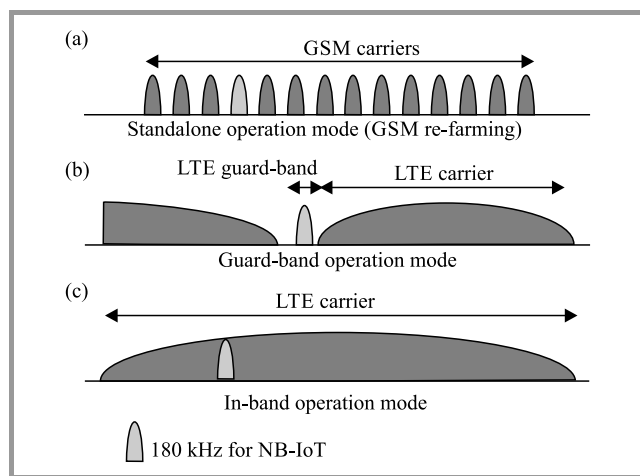 (a)
GSM carriers
Standalone operation mode (GSM re-farming)
(b)
LTE guard-band
LTE carrier
Guard-band operation mode
(c)
LTE carrier
In-band operation mode
180 kHz for NB-IoT